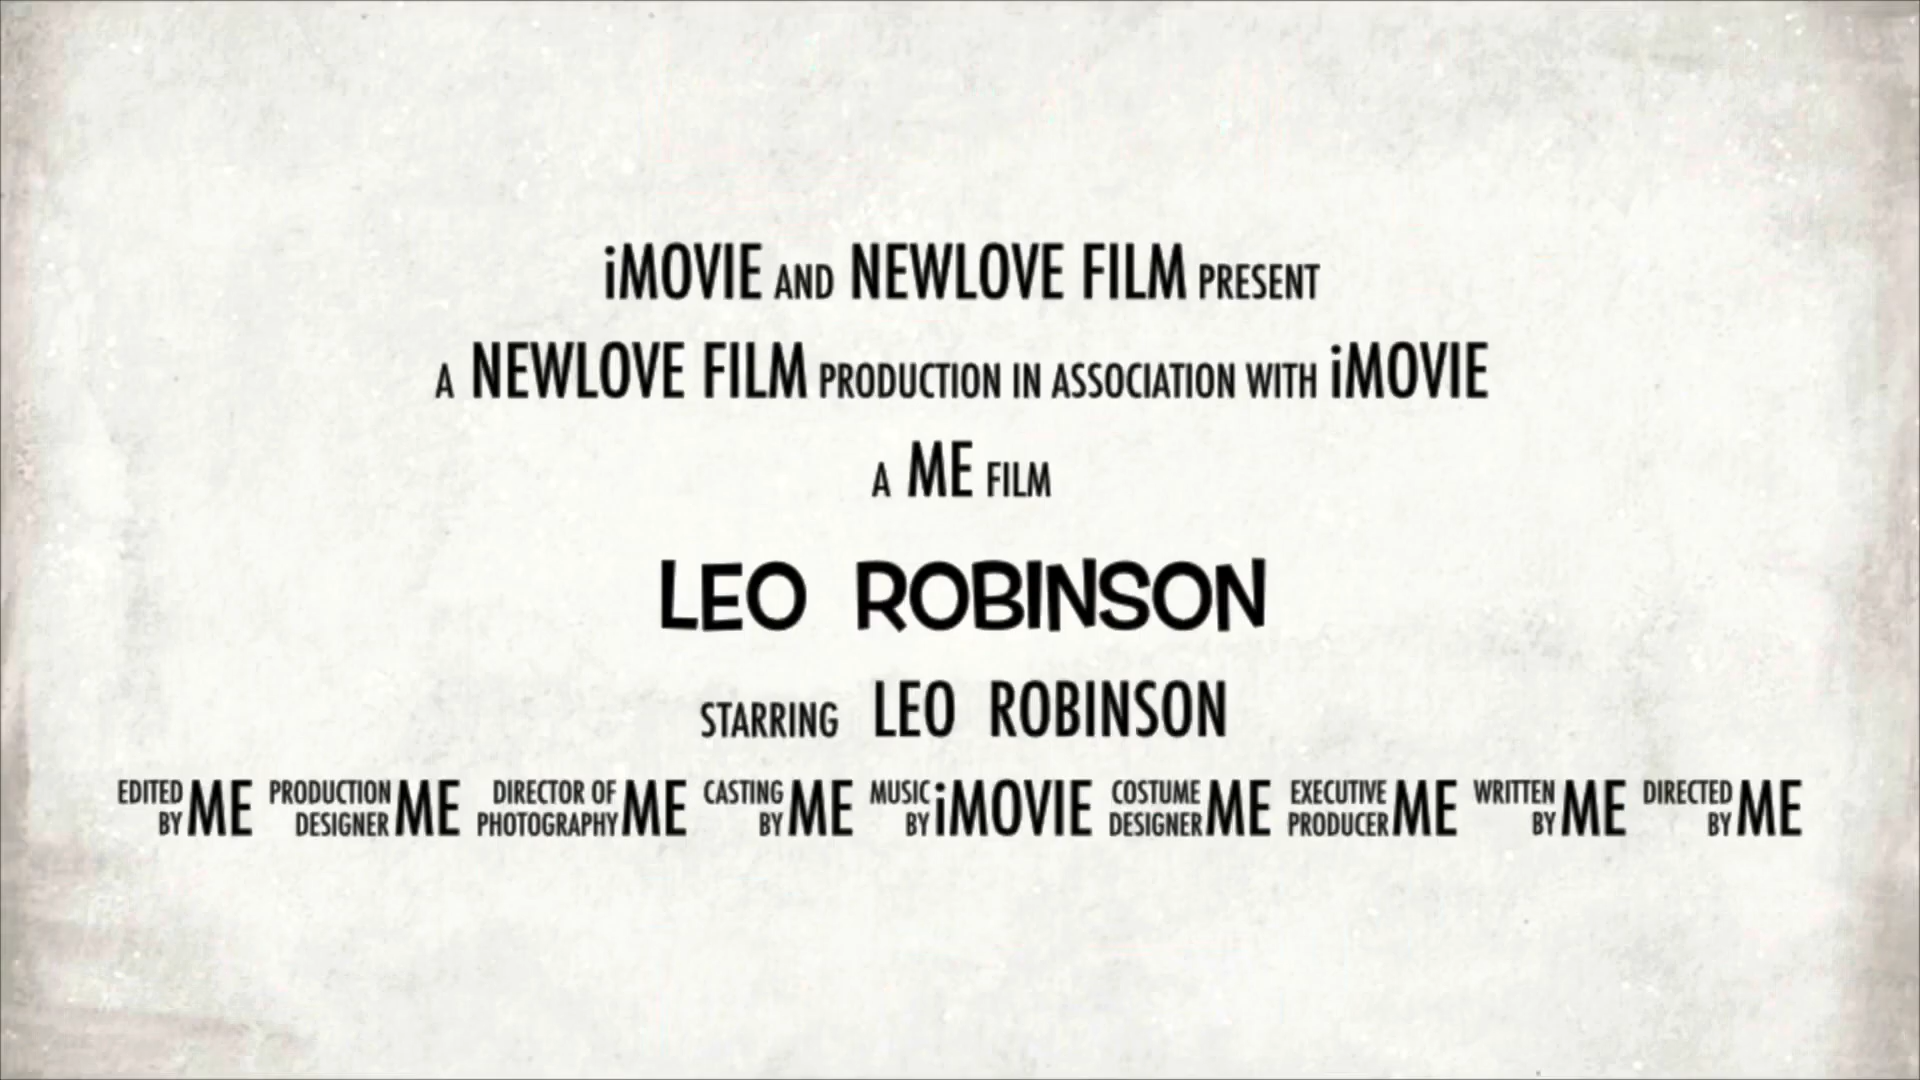 iMOVIE AND NEWLOVE FILM PRESENT
A NEWLOVE FILM PRODUCTION IN ASSOCIATION WITH iMOVIE
A ME FILM
LEO ROBINSON
STARRING LEO ROBINSON
EDITED BY ME PRODUCTION DESIGNER ME DIRECTOR OF PHOTOGRAPHY ME CASTING BY ME MUSIC BY iMOVIE COSTUME DESIGNER ME EXECUTIVE PRODUCER ME WRITTEN BY ME DIRECTED BY ME